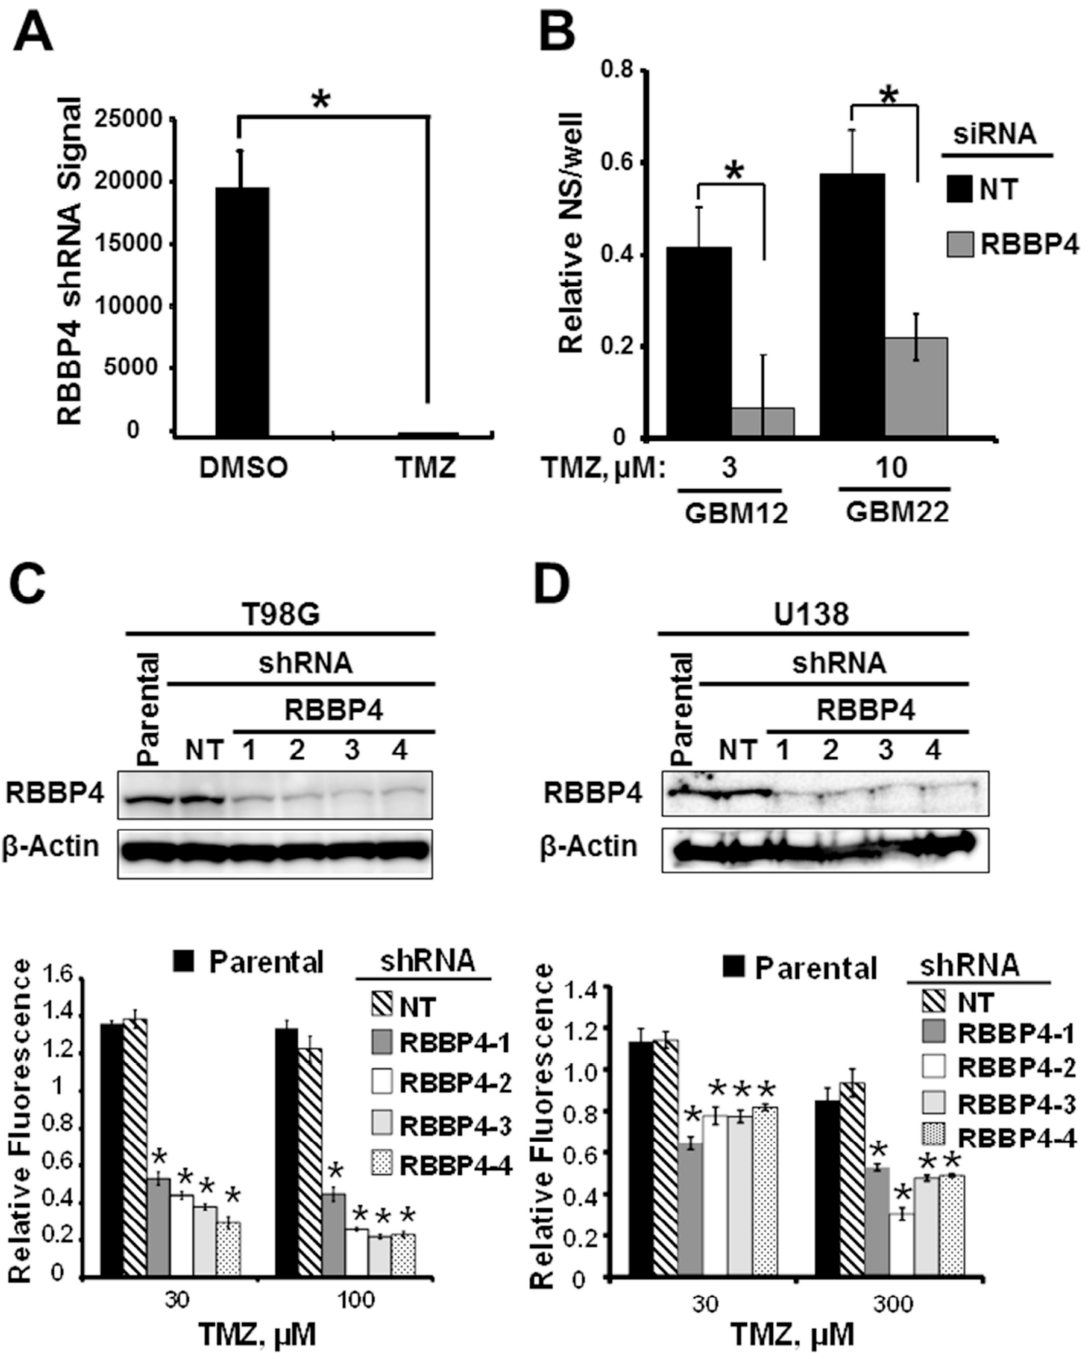 A
RBBP4 shRNA Signal
25000
20000
15000
10000
5000
0
*
DMSO
TMZ
B
Relative NS/well
0.8
0.6
0.4
0.2
0
*
*
siRNA
NT
RBBP4
TMZ, µM:
3
10
GBM12
GBM22
C
T98G
Parental
shRNA
RBBP4
NT 1 2 3 4
RBBP4
β-Actin
Relative Fluorescence
1.6
1.4
1.2
1
0.8
0.6
0.4
0.2
0
Parental
shRNA
NT
RBBP4-1
RBBP4-2
RBBP4-3
RBBP4-4
* * * *
* * * *
30
100
TMZ, µM
D
U138
Parental
shRNA
RBBP4
NT 1 2 3 4
RBBP4
β-Actin
Relative Fluorescence
1.4
1.2
1.0
0.8
0.6
0.4
0.2
0
Parental
shRNA
NT
RBBP4-1
RBBP4-2
RBBP4-3
RBBP4-4
* * * *
* * * *
30
300
TMZ, µM